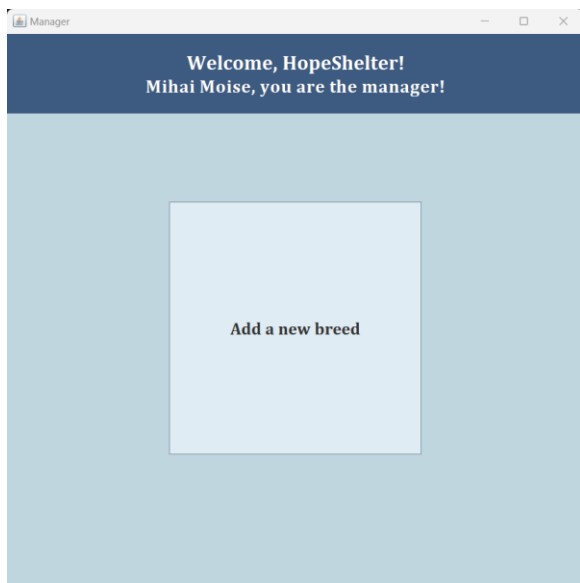 Manager
Welcome, HopeShelter!
Mihai Moise, you are the manager!
Add a new breed